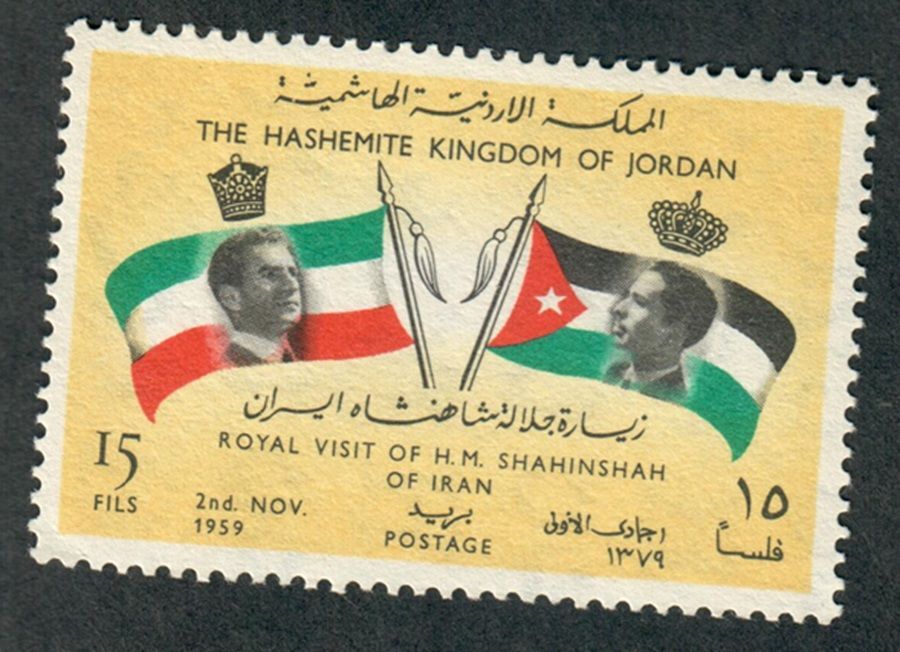 المملكة الاردنية الهاشمية
THE HASHEMITE KINGDOM OF JORDAN
زيارة جلالة شاهنشاه ايران
ROYAL VISIT OF H.M. SHAHINSHAH
OF IRAN
15
FILS
2nd. NOV.
1959
بريد
POSTAGE
١ جمادى الاولى
١٣٧٩
١٥
فلساً